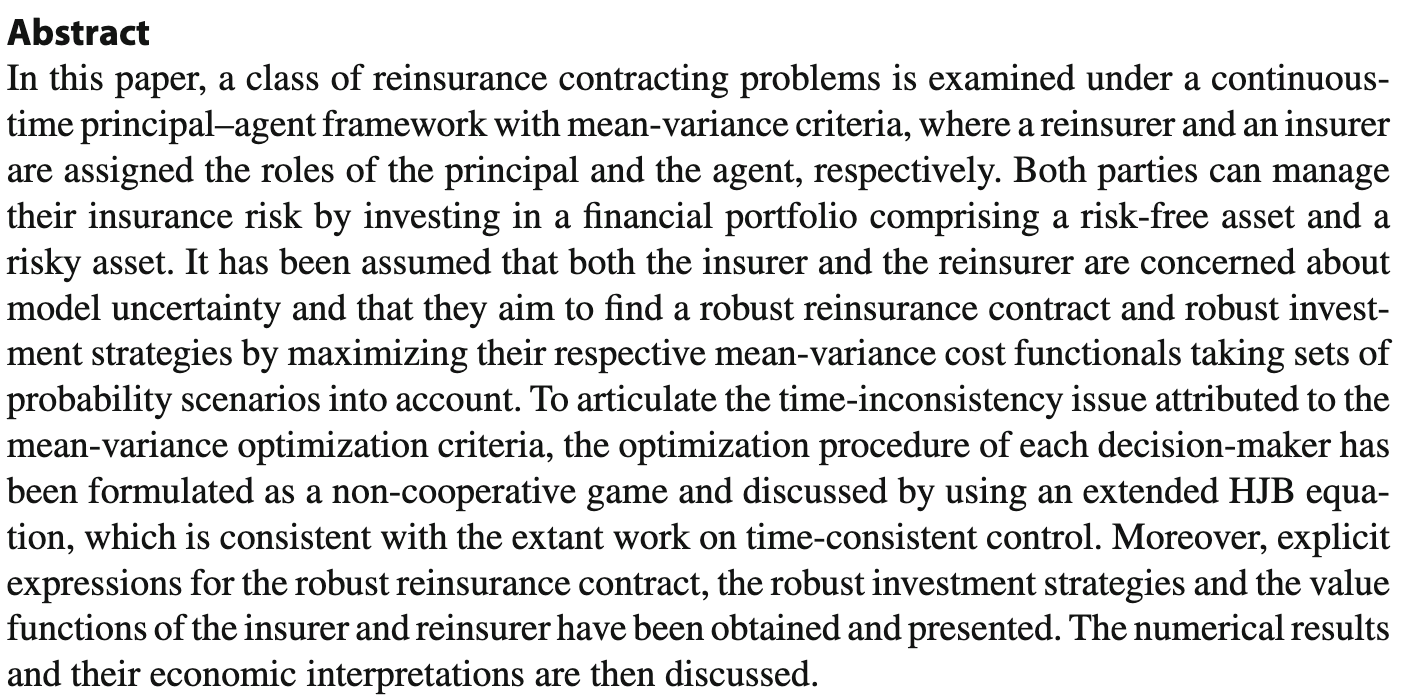 Abstract
In this paper, a class of reinsurance contracting problems is examined under a continuous-
time principal–agent framework with mean-variance criteria, where a reinsurer and an insurer
are assigned the roles of the principal and the agent, respectively. Both parties can manage
their insurance risk by investing in a financial portfolio comprising a risk-free asset and a
risky asset. It has been assumed that both the insurer and the reinsurer are concerned about
model uncertainty and that they aim to find a robust reinsurance contract and robust invest-
ment strategies by maximizing their respective mean-variance cost functionals taking sets of
probability scenarios into account. To articulate the time-inconsistency issue attributed to the
mean-variance optimization criteria, the optimization procedure of each decision-maker has
been formulated as a non-cooperative game and discussed by using an extended HJB equa-
tion, which is consistent with the extant work on time-consistent control. Moreover, explicit
expressions for the robust reinsurance contract, the robust investment strategies and the value
functions of the insurer and reinsurer have been obtained and presented. The numerical results
and their economic interpretations are then discussed.